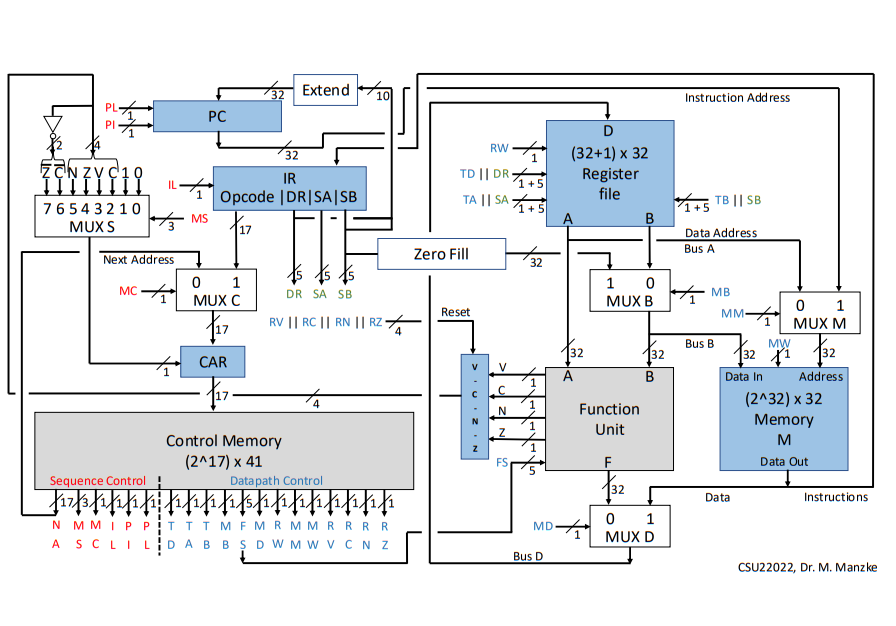 Extend
32
10
PL
1
PI
1
PC
Instruction Address
32
2
4
Z C N Z V C 1 0
7 6 5 4 3 2 1 0
MUX S
3
MS
IL
1
IR
Opcode |DR|SA|SB
17
D
(32+1) x 32
Register
file
A
B
RW
1
TD || DR
1 + 5
TA || SA
1 + 5
TB || SB
1 + 5
Data Address
Bus A
Next Address
Zero Fill
32
MC
1
0 1
MUX C
17
5
5
5
DR SA SB
RV || RC || RN || RZ
4
Reset
1 0
MUX B
MB
1
MM
1
0 1
MUX M
Bus B
32
32
32
MW
1
32
CAR
1
17
4
V
-
C
-
N
-
Z
V
1
C
1
N
1
Z
1
FS
5
A
B
Function
Unit
F
Data In
Address
(2^32) x 32
Memory
M
Data Out
Control Memory
(2^17) x 41
Sequence Control
Datapath Control
17 3 1 1 1 1 1 1 1 1 5 1 1 1 1 1 1 1 1
N M M I P P T T T M F M R M M R R R R
A S C L I L D A B B S D W M W V C N Z
32
Data
Instructions
MD
1
0 1
MUX D
Bus D
CSU22022, Dr. M. Manzke